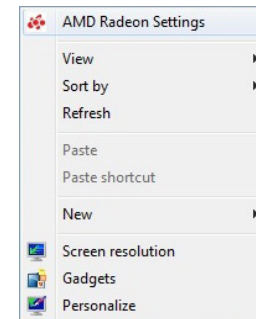 AMD Radeon Settings
View
Sort by
Refresh
Paste
Paste shortcut
New
Screen resolution
Gadgets
Personalize